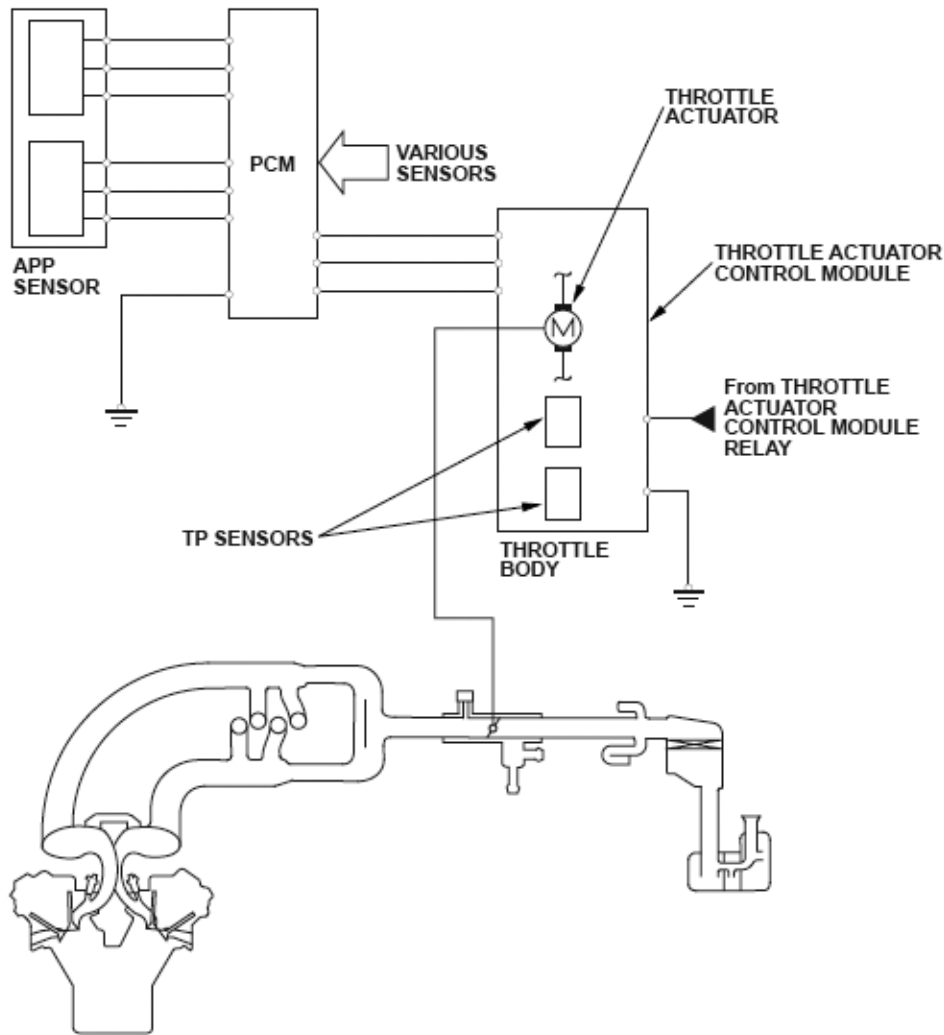 APP
SENSOR
PCM
VARIOUS
SENSORS
THROTTLE
ACTUATOR
THROTTLE ACTUATOR
CONTROL MODULE
M
From THROTTLE
ACTUATOR
CONTROL MODULE
RELAY
TP SENSORS
THROTTLE
BODY